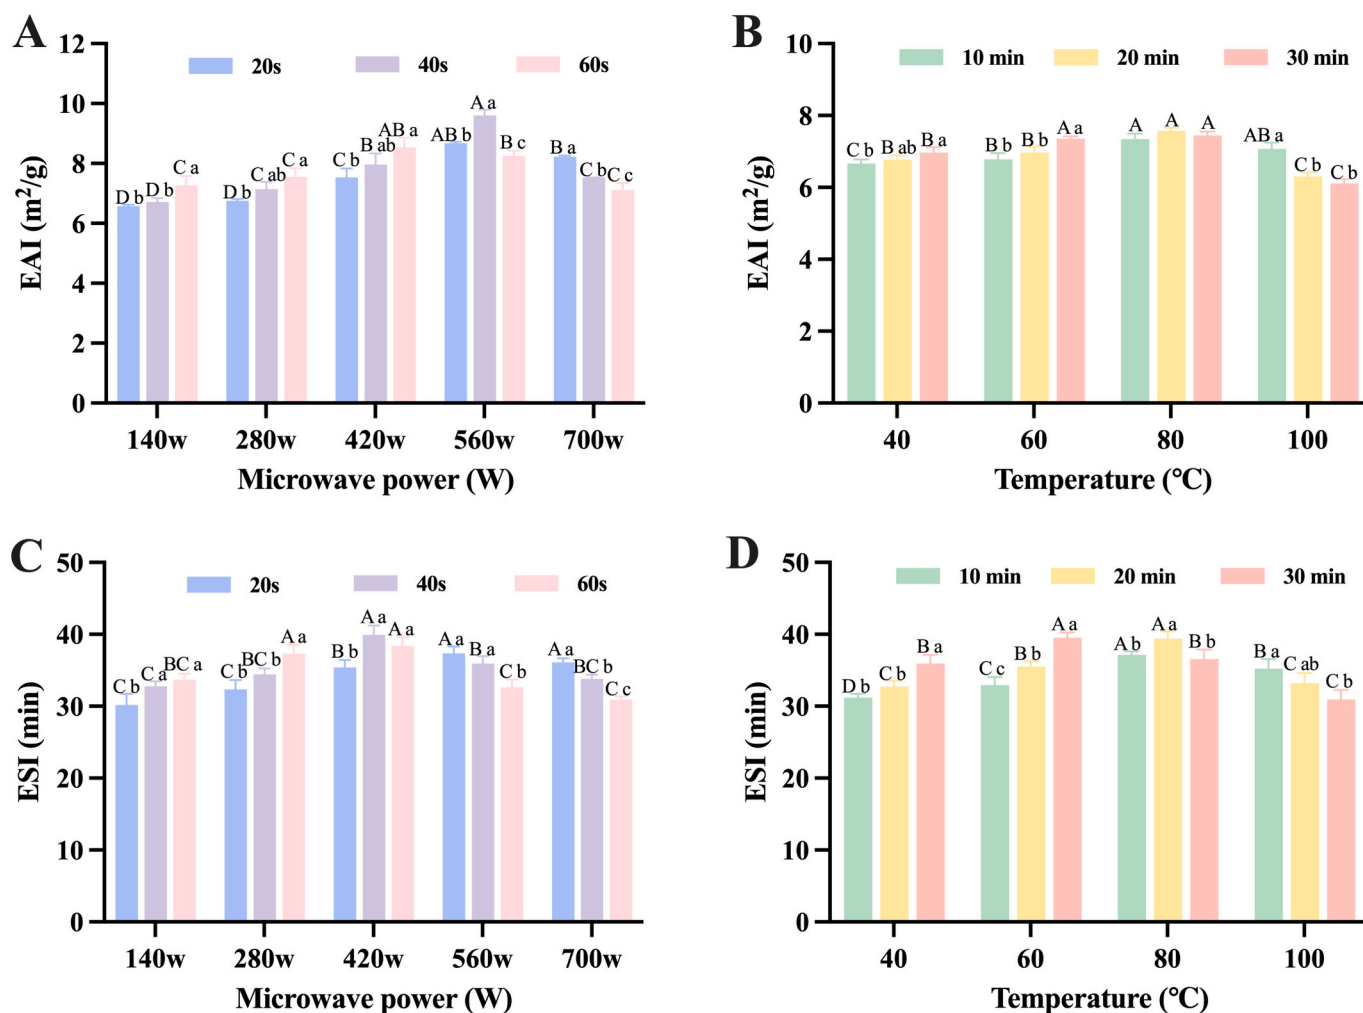 A
12
10
8
6
4
2
0
EAI (m²/g)
20s 40s 60s
D b D b C a
D b C ab C a
C b B ab AB a
AB b A a B c
B a C b C c
140w 280w 420w 560w 700w
Microwave power (W)
B
10
8
6
4
2
0
EAI (m²/g)
10 min 20 min 30 min
C b B ab B a
B b B b A a
A A A
AB a C b C b
40 60 80 100
Temperature (℃)
C
50
40
30
20
10
0
ESI (min)
20s 40s 60s
C b C a BC a
C b BC b A a
B b A a A a
A a B a C b
A a BC b C c
140w 280w 420w 560w 700w
Microwave power (W)
D
50
40
30
20
10
0
ESI (min)
10 min 20 min 30 min
D b C b B a
C c B b A a
A b A a B b
B a C ab C b
40 60 80 100
Temperature (℃)